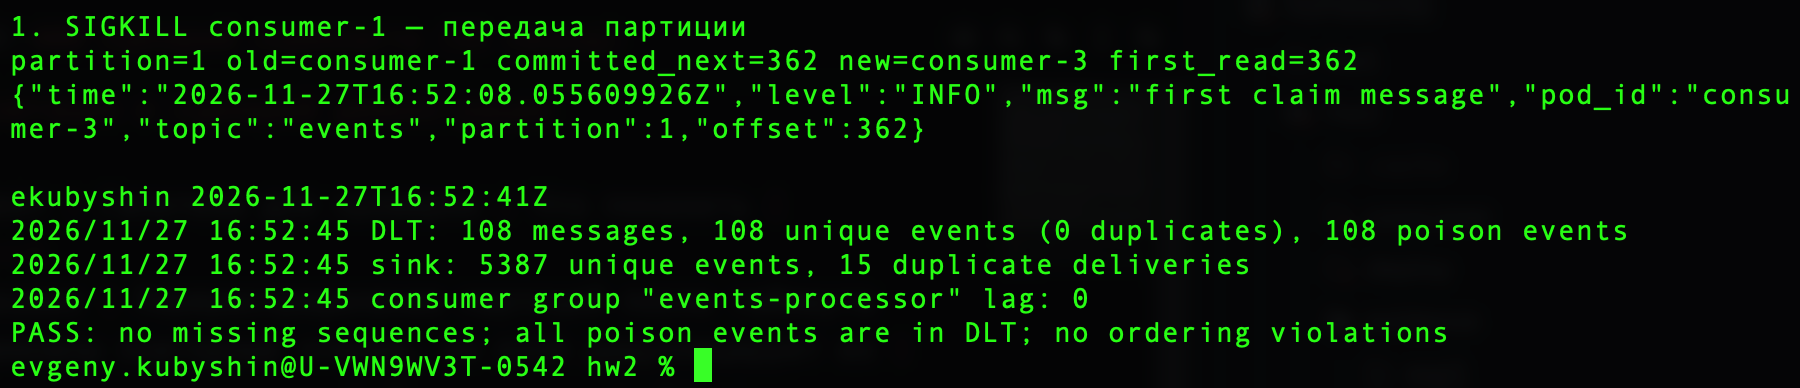 1. SIGKILL consumer-1 — передача партиции
partition=1 old=consumer-1 committed_next=362 new=consumer-3 first_read=362
{"time":"2026-11-27T16:52:08.055609926Z","level":"INFO","msg":"first claim message","pod_id":"consu
mer-3","topic":"events","partition":1,"offset":362}
ekubyshin 2026-11-27T16:52:41Z
2026/11/27 16:52:45 DLT: 108 messages, 108 unique events (0 duplicates), 108 poison events
2026/11/27 16:52:45 sink: 5387 unique events, 15 duplicate deliveries
2026/11/27 16:52:45 consumer group "events-processor" lag: 0
PASS: no missing sequences; all poison events are in DLT; no ordering violations
evgeny.kubyshin@U-VWN9WV3T-0542 hw2 %